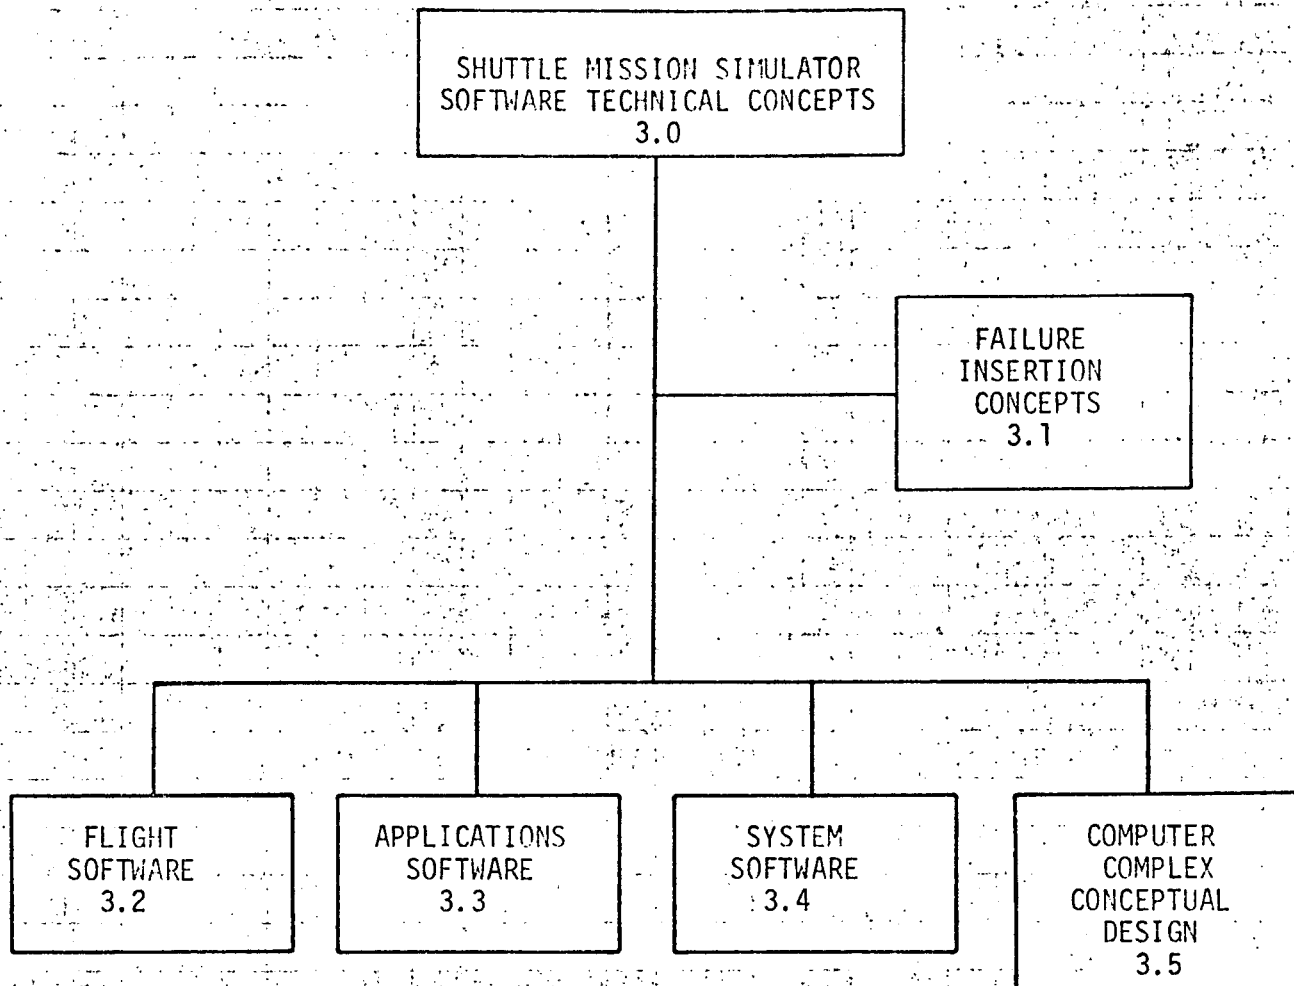 SHUTTLE MISSION SIMULATOR
SOFTWARE TECHNICAL CONCEPTS
3.0
FAILURE
INSERTION
CONCEPTS
3.1
FLIGHT
SOFTWARE
3.2
APPLICATIONS
SOFTWARE
3.3
SYSTEM
SOFTWARE
3.4
COMPUTER
COMPLEX
CONCEPTUAL
DESIGN
3.5